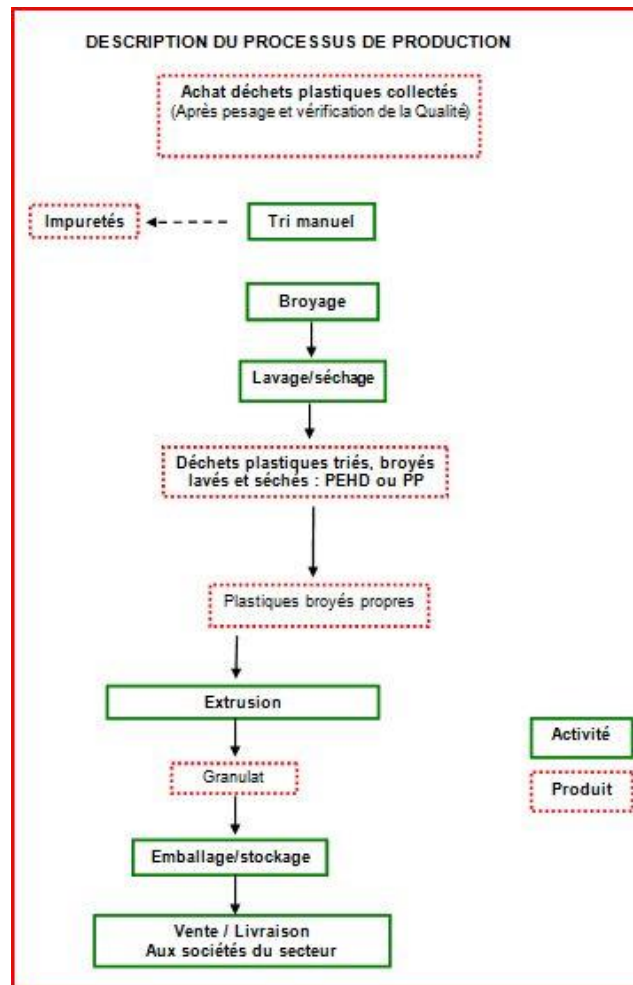 DESCRIPTION DU PROCESSUS DE PRODUCTION
Achat déchets plastiques collectés
(Après pesage et vérification de la Qualité)
Impuretés
Tri manuel
Broyage
Lavage/séchage
Déchets plastiques triés, broyés
lavés et séchés : PEHD ou PP
Plastiques broyés propres
Extrusion
Activité
Granulat
Produit
Emballage/stockage
Vente / Livraison
Aux sociétés du secteur